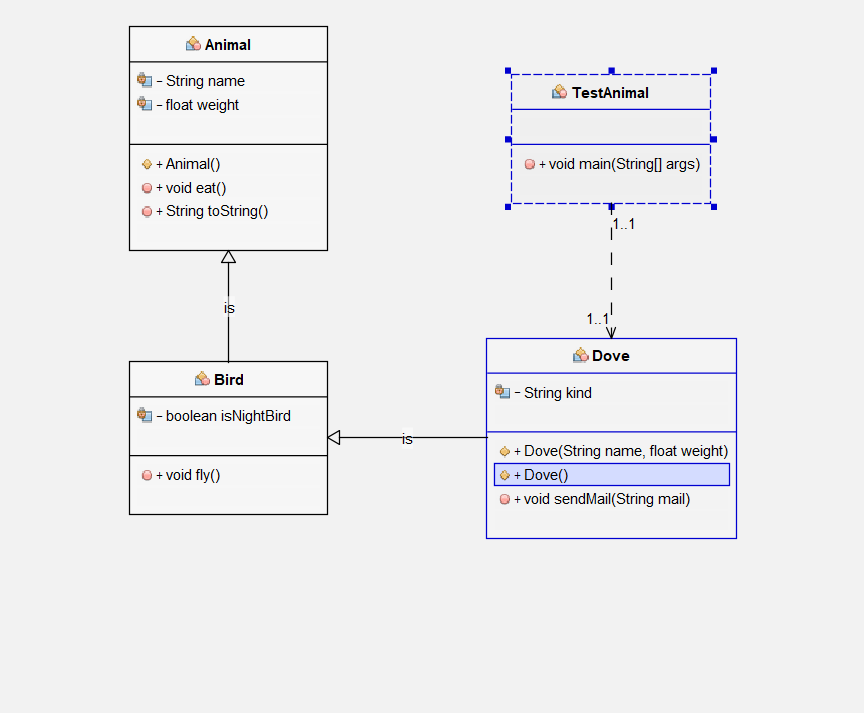 Animal
– String name
– float weight
+ Animal()
+ void eat()
+ String toString()
is
Bird
– boolean isNightBird
+ void fly()
is
TestAnimal
+ void main(String[] args)
1..1
1..1
Dove
– String kind
+ Dove(String name, float weight)
+ Dove()
+ void sendMail(String mail)